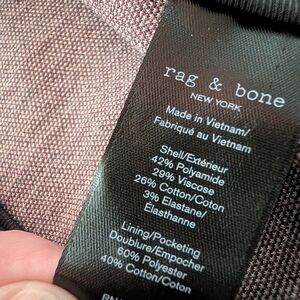 rag & bone
NEW YORK
Made in Vietnam/
Fabriqué au Vietnam
Shell/Extérieur
42% Polyamide
29% Viscose
26% Cotton/Coton
3% Elastane/
Élasthanne
Lining/Pocketing
Doublure/Empocher
60% Polyester
40% Cotton/Coton